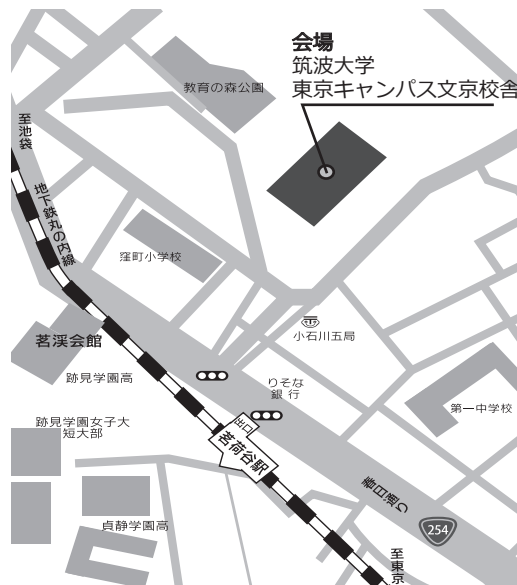 会場
筑波大学
東京キャンパス文京校舎
教育の森公園
至池袋
地下鉄丸の内線
窪町小学校
小石川五局
茗渓会館
跡見学園高
りそな
銀行
第一中学校
跡見学園女子大
短大部
出口
茗荷谷駅
春日通り
254
貞静学園高
至東京